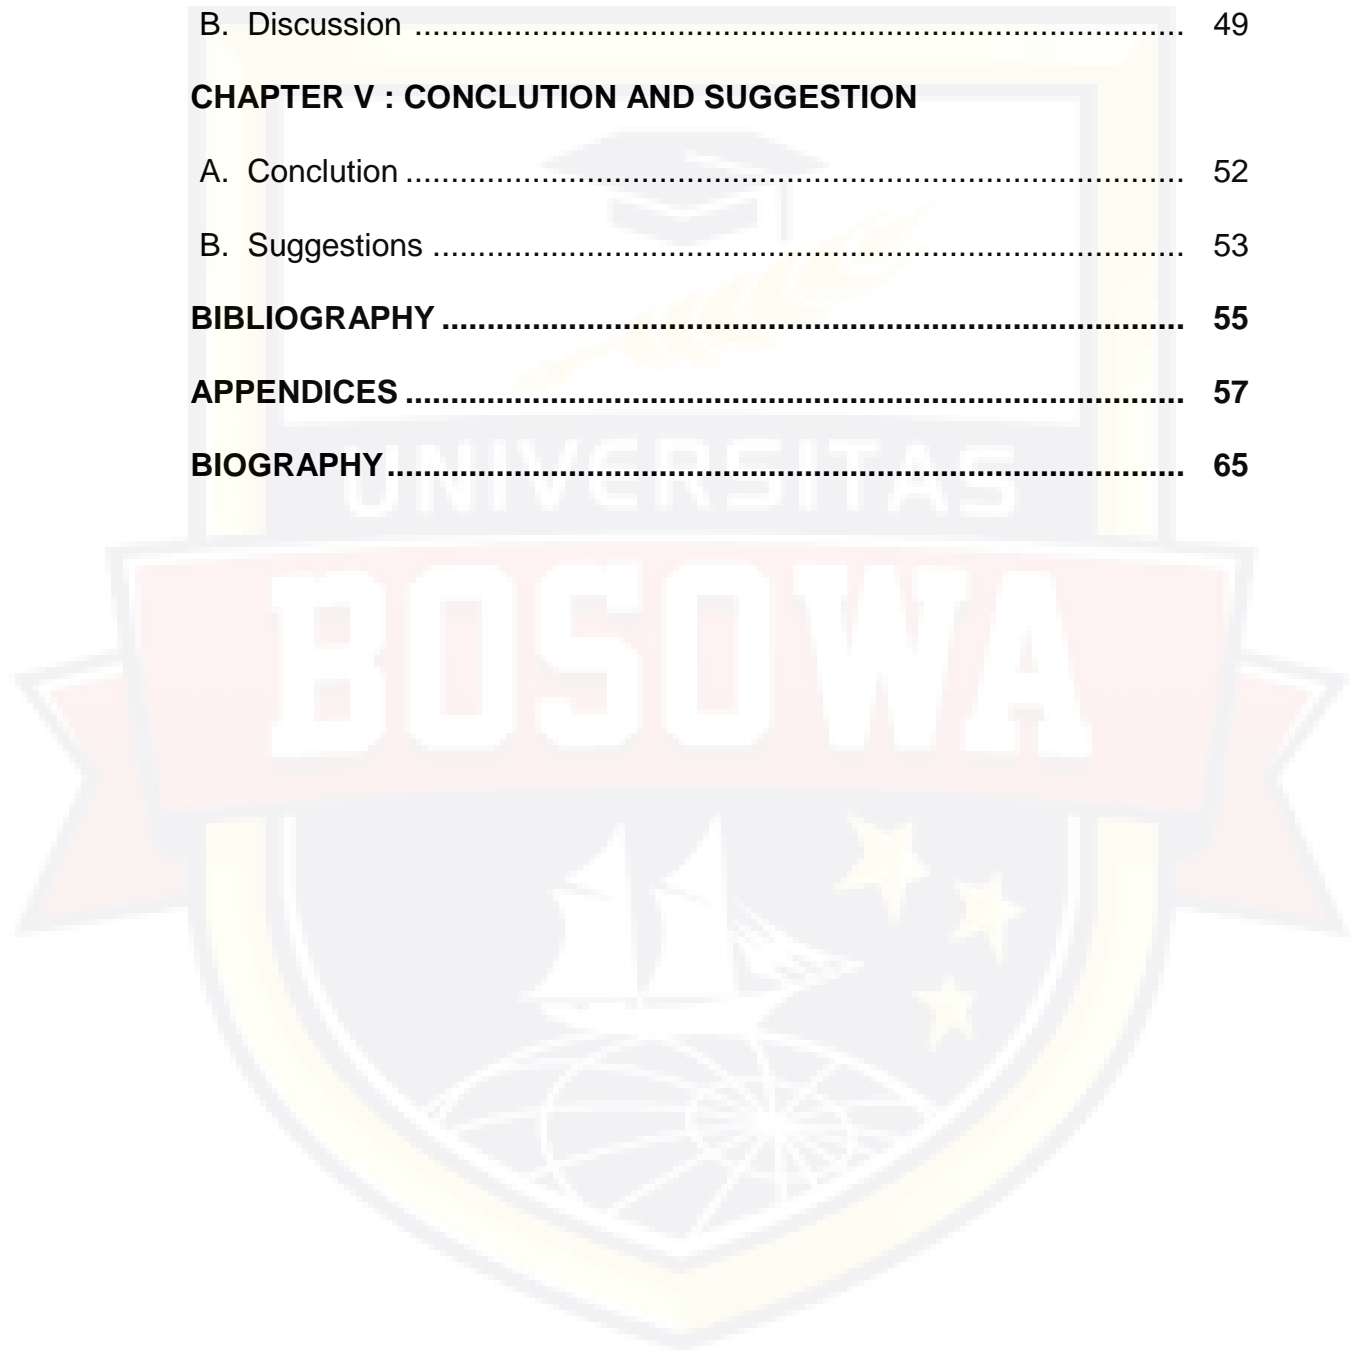 B. Discussion ..................................................................................... 49
CHAPTER V : CONCLUTION AND SUGGESTION
A. Conclution ...................................................................................... 52
B. Suggestions ................................................................................... 53
BIBLIOGRAPHY .................................................................................. 55
APPENDICES ...................................................................................... 57
BIOGRAPHY ........................................................................................ 65
UNIVERSITAS
BOSOWA